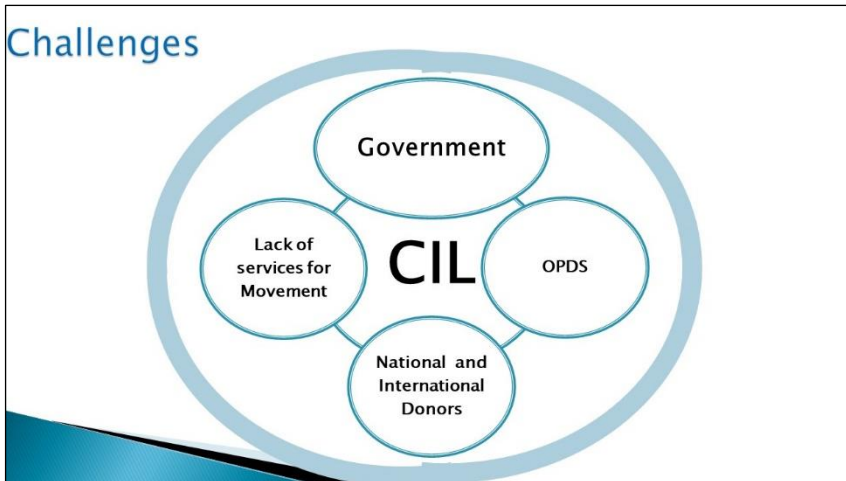 Challenges
Government
Lack of
services for
Movement
CIL
OPDS
National and
International
Donors